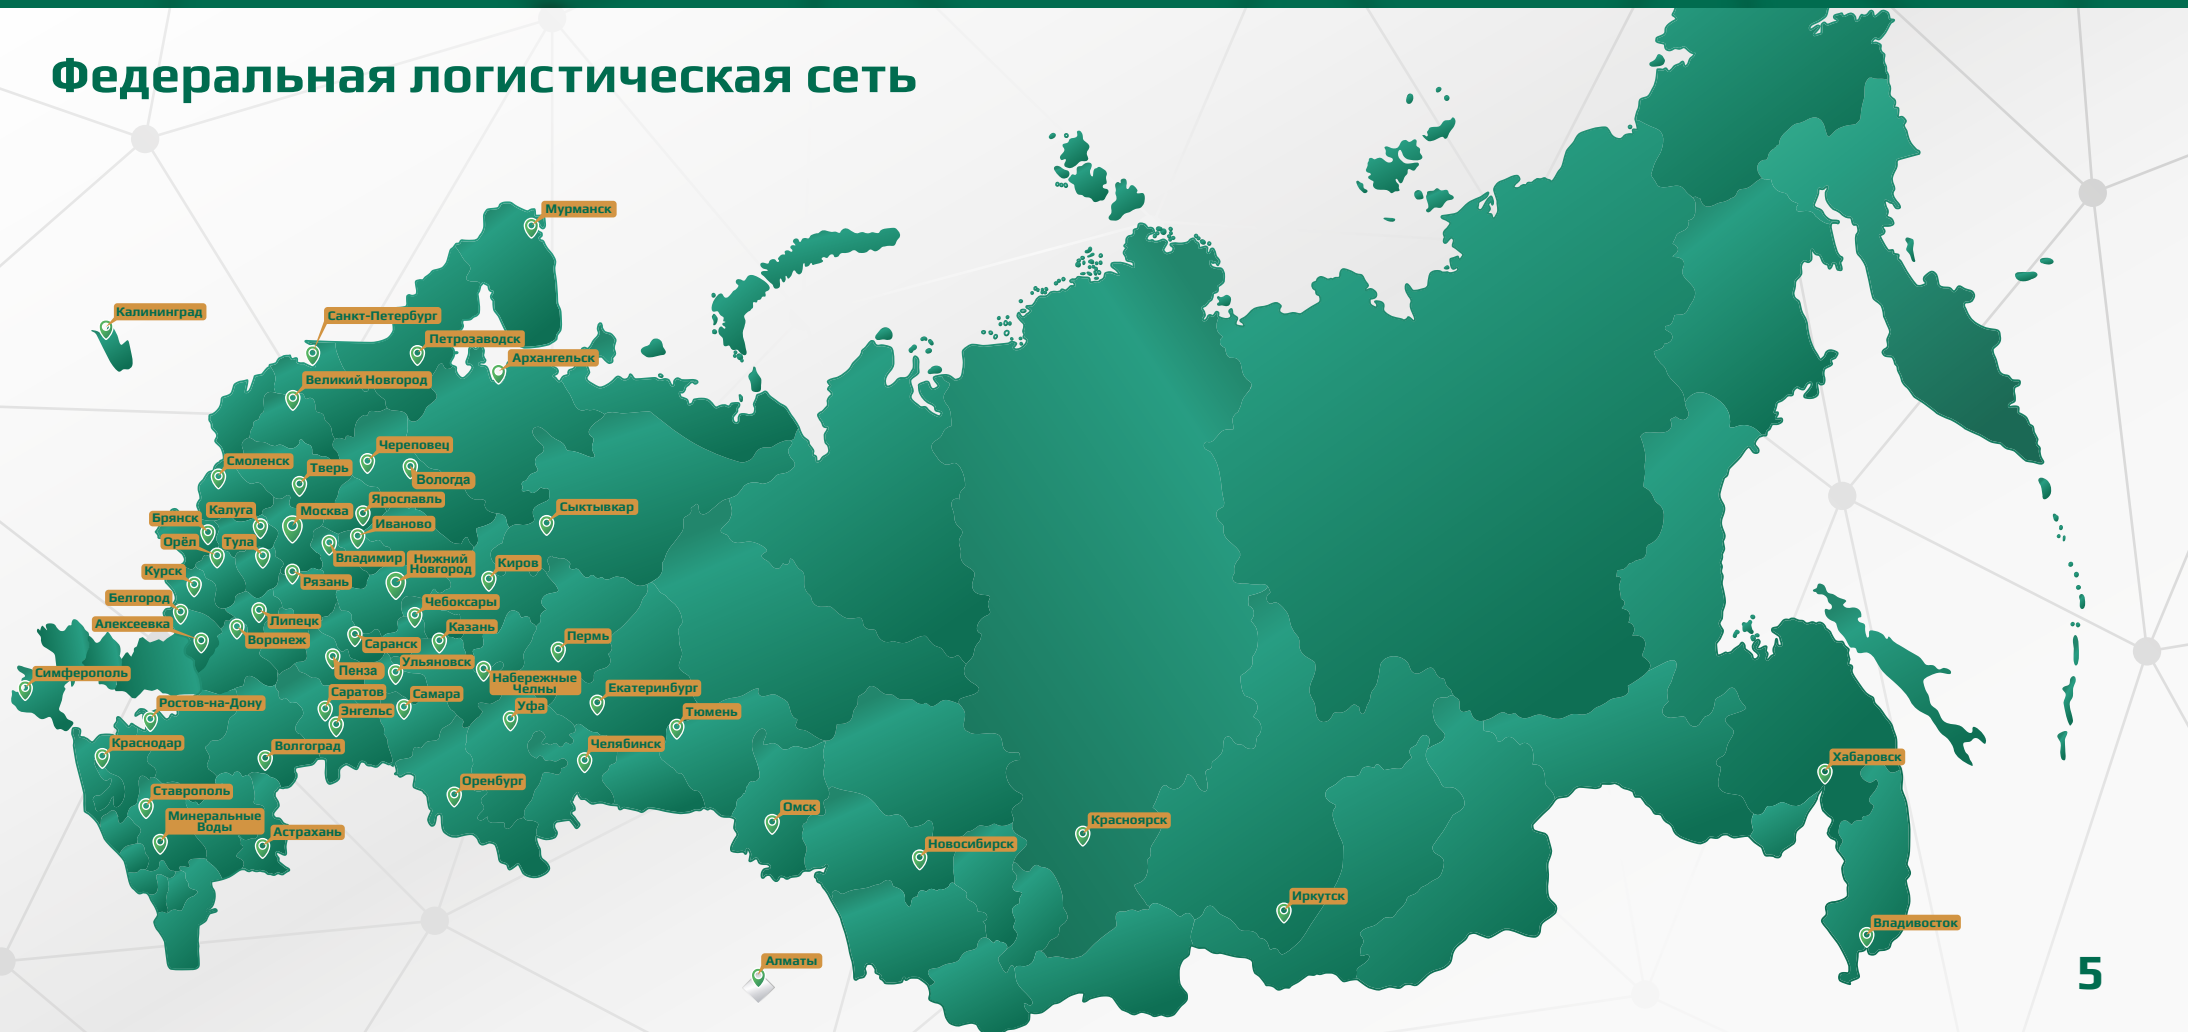 Федеральная логистическая сеть
Мурманск
Калининград
Санкт-Петербург
Петрозаводск
Архангельск
Великий Новгород
Череповец
Смоленск
Тверь
Вологда
Ярославль
Сыктывкар
Калуга
Москва
Брянск
Иваново
Орёл
Тула
Владимир
Нижний
Новгород
Киров
Курск
Рязань
Белгород
Чебоксары
Алексеевка
Липецк
Казань
Воронеж
Саранск
Пермь
Ульяновск
Пенза
Симферополь
Набережные
Челны
Екатеринбург
Саратов
Самара
Ростов-на-Дону
Уфа
Энгельс
Тюмень
Краснодар
Волгоград
Челябинск
Хабаровск
Оренбург
Ставрополь
Омск
Минеральные
Воды
Красноярск
Астрахань
Новосибирск
Иркутск
Владивосток
Алматы
5